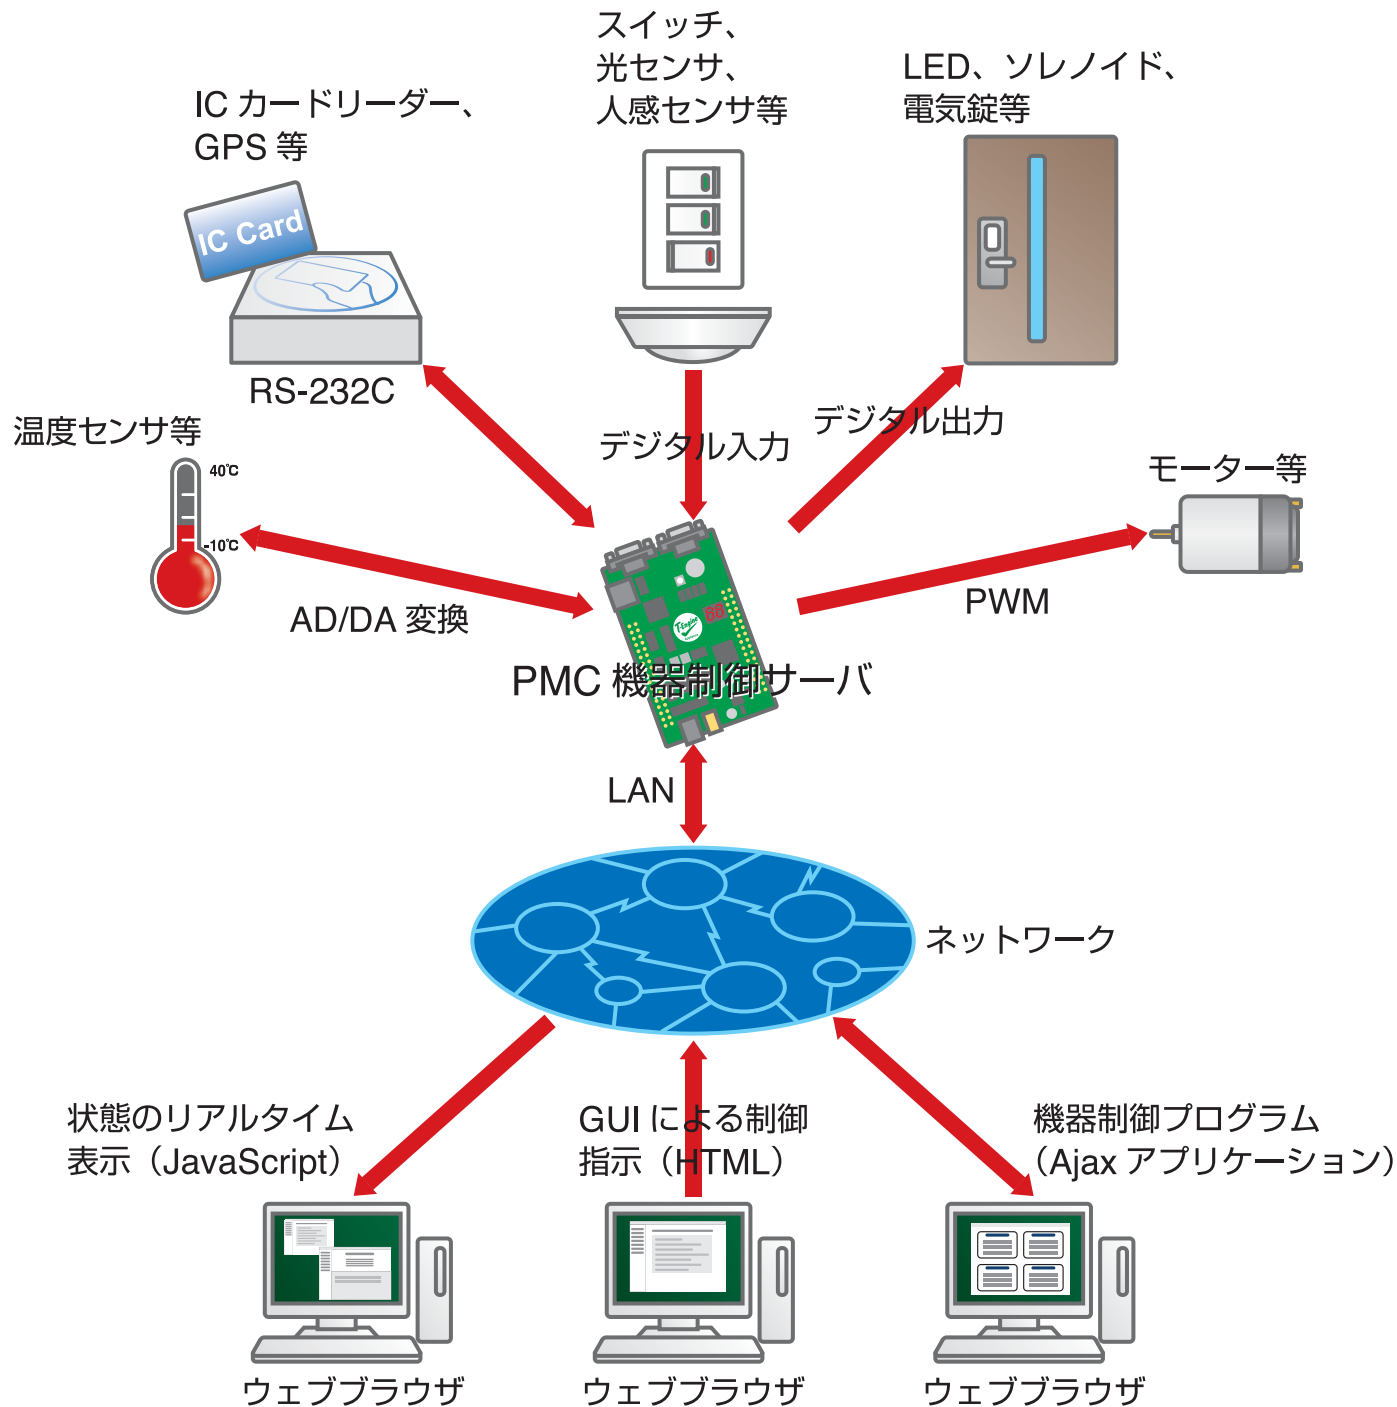 スイッチ、
光センサ、
人感センサ等
LED、ソレノイド、
電気錠等
IC カードリーダー、
GPS 等
IC Card
RS-232C
デジタル入力
デジタル出力
温度センサ等
40℃
-10℃
モーター等
AD/DA 変換
PWM
T-Engine
88
PMC 機器制御サーバ
LAN
ネットワーク
状態のリアルタイム
表示（JavaScript）
GUI による制御
指示（HTML）
機器制御プログラム
（Ajax アプリケーション）
ウェブブラウザ
ウェブブラウザ
ウェブブラウザ